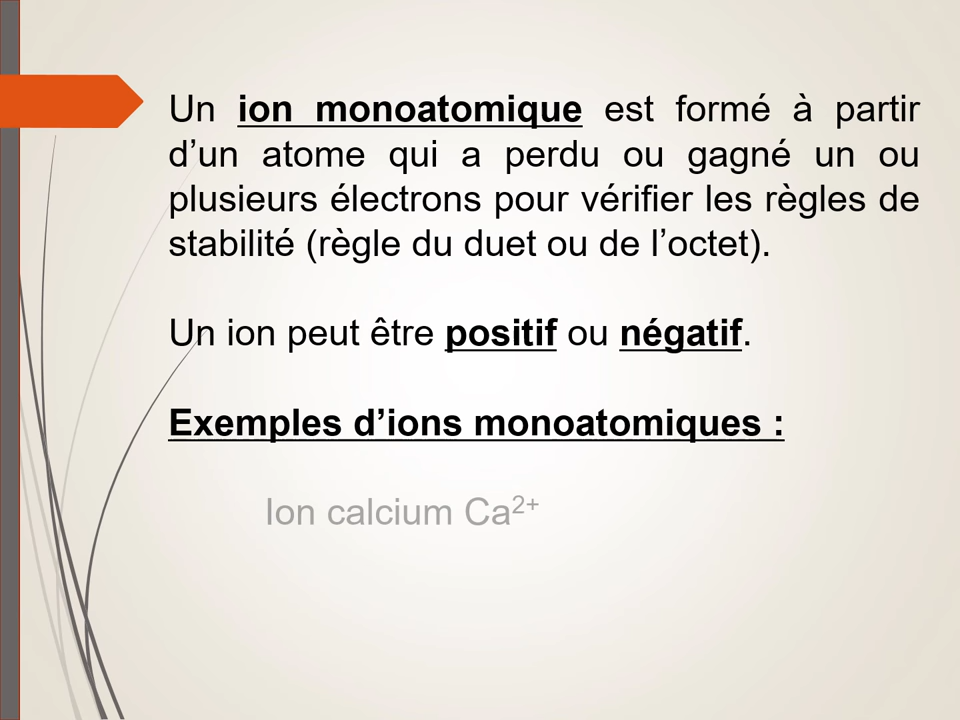 Un ion monoatomique est formé à partir
d’un atome qui a perdu ou gagné un ou
plusieurs électrons pour vérifier les règles de
stabilité (règle du duet ou de l’octet).
Un ion peut être positif ou négatif.
Exemples d’ions monoatomiques :
Ion calcium Ca²⁺